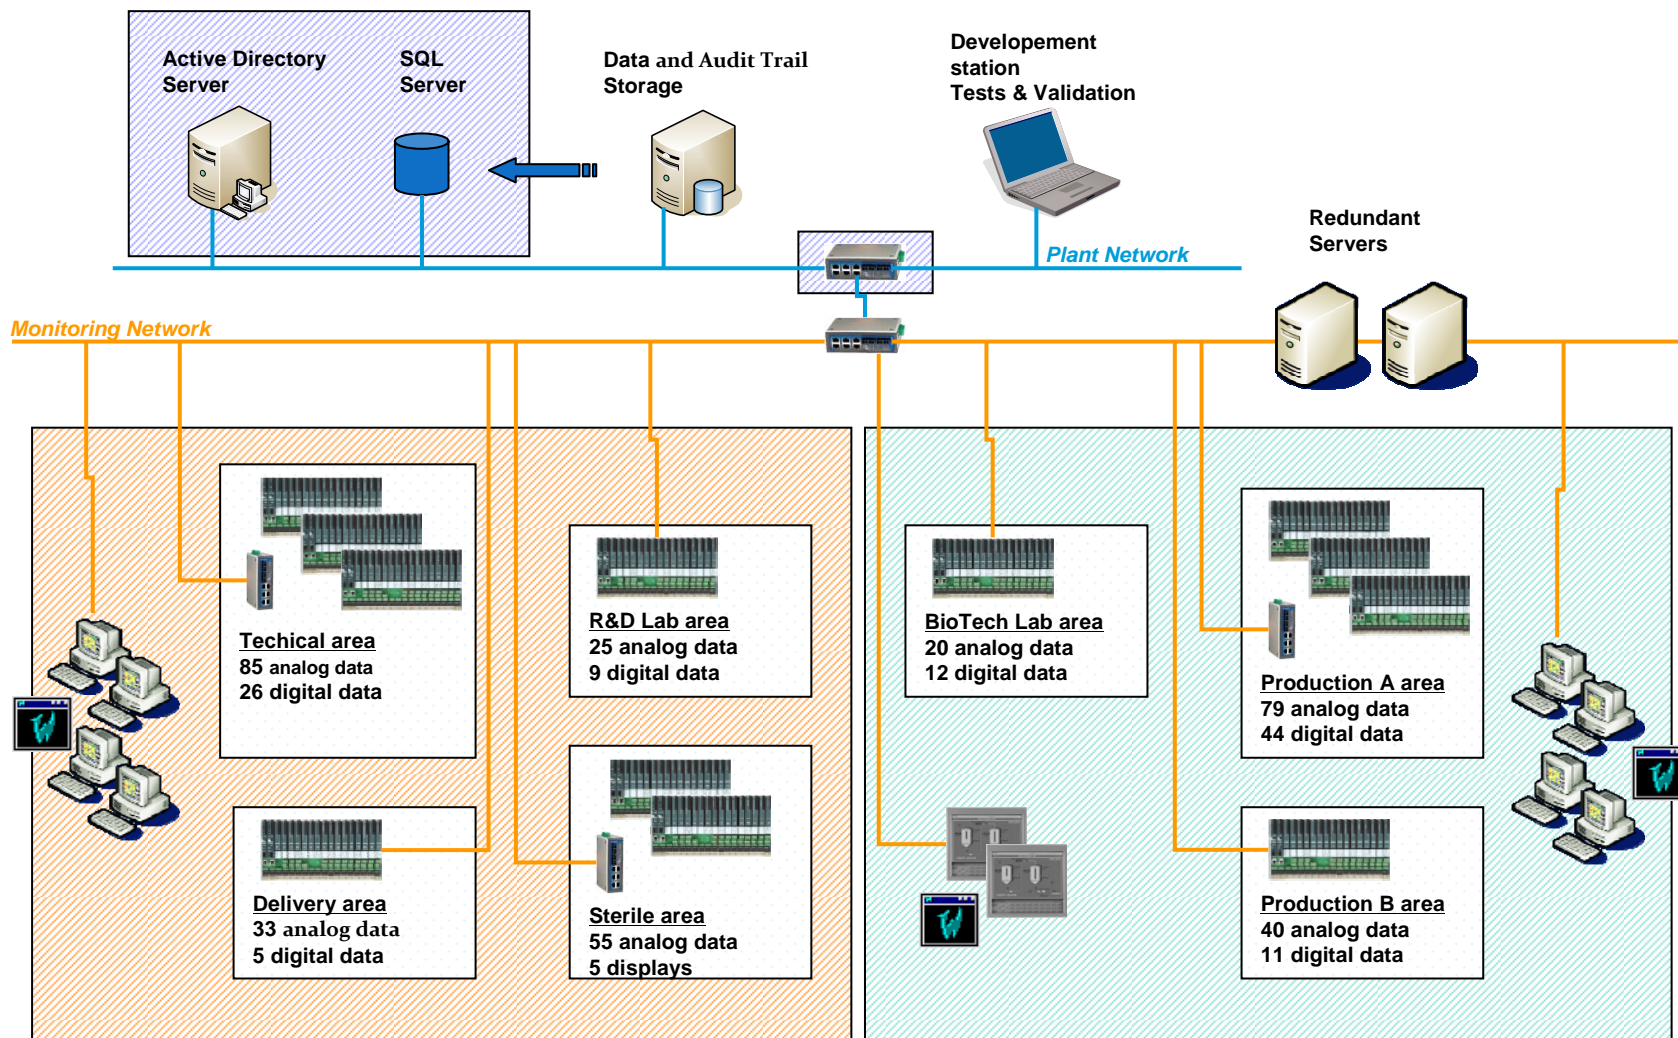 Active Directory
Server
SQL
Server
Data and Audit Trail
Storage
Developement
station
Tests & Validation
Redundant
Servers
Plant Network
Monitoring Network
Techical area
85 analog data
26 digital data
R&D Lab area
25 analog data
9 digital data
BioTech Lab area
20 analog data
12 digital data
Production A area
79 analog data
44 digital data
Delivery area
33 analog data
5 digital data
Sterile area
55 analog data
5 displays
Production B area
40 analog data
11 digital data